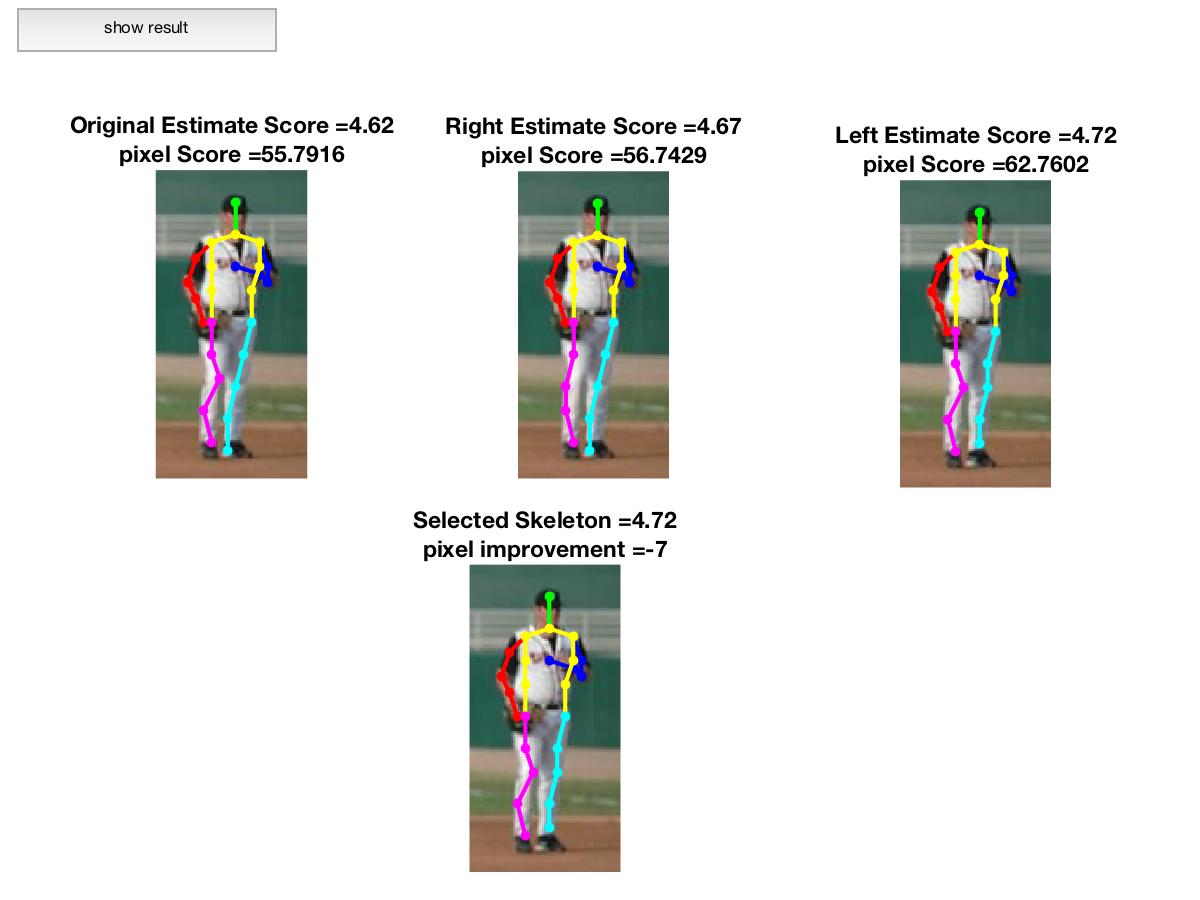 show result
Original Estimate Score =4.62
pixel Score =55.7916
Right Estimate Score =4.67
pixel Score =56.7429
Left Estimate Score =4.72
pixel Score =62.7602
Selected Skeleton =4.72
pixel improvement =-7